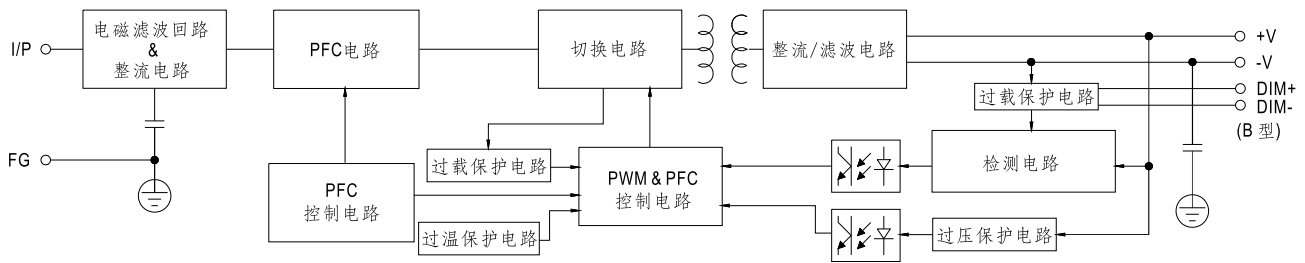 I/P
电磁滤波回路
&
整流电路
PFC电路
切换电路
整流/滤波电路
+V
-V
过载保护电路
DIM+
DIM-
(B 型)
FG
PFC
控制电路
过载保护电路
过温保护电路
PWM & PFC
控制电路
检测电路
过压保护电路